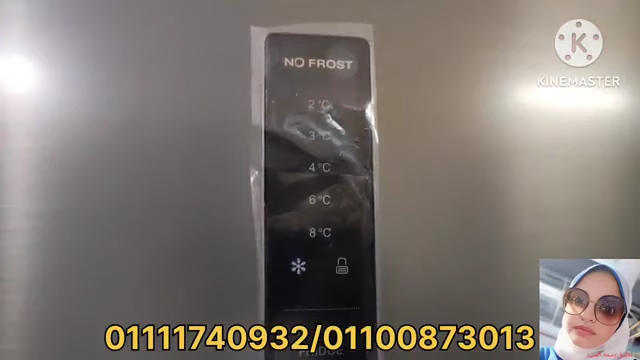 NO FROST
KINEMASTER
2 °C
3 °C
4 °C
6 °C
8 °C
01111740932/01100873013